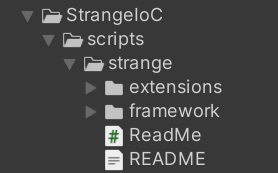 StrangeIoC
scripts
strange
extensions
framework
ReadMe
README